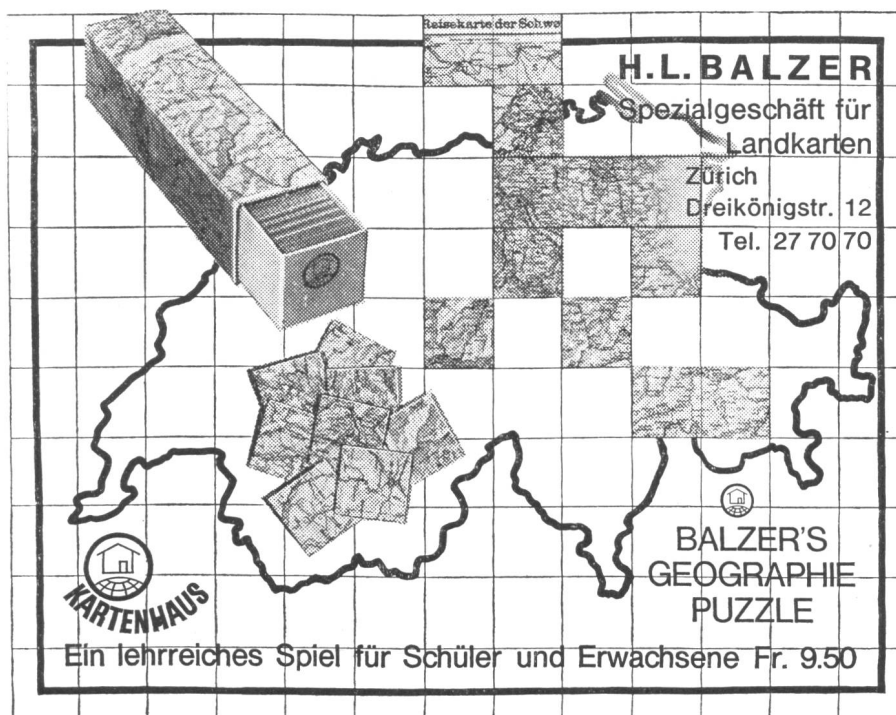 Reisekarte der Schw
H.L.BALZER
Spezialgeschäft für
Landkarten
Zürich
Dreikönigstr. 12
Tel. 27 70 70
KARTENHAUS
BALZER'S
GEOGRAPHIE
PUZZLE
Ein lehrreiches Spiel für Schüler und Erwachsene Fr. 9.50